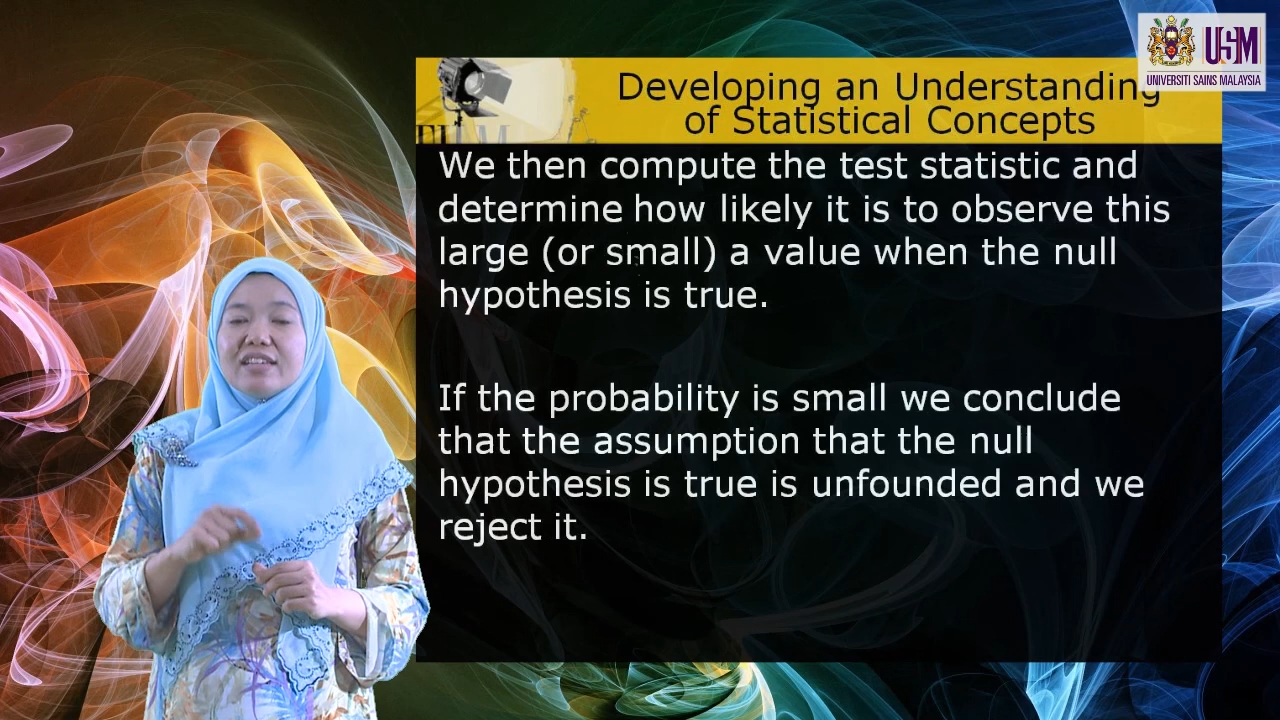 USM
UNIVERSITI SAINS MALAYSIA
Developing an Understanding
of Statistical Concepts
FILM
We then compute the test statistic and
determine how likely it is to observe this
large (or small) a value when the null
hypothesis is true.
If the probability is small we conclude
that the assumption that the null
hypothesis is true is unfounded and we
reject it.